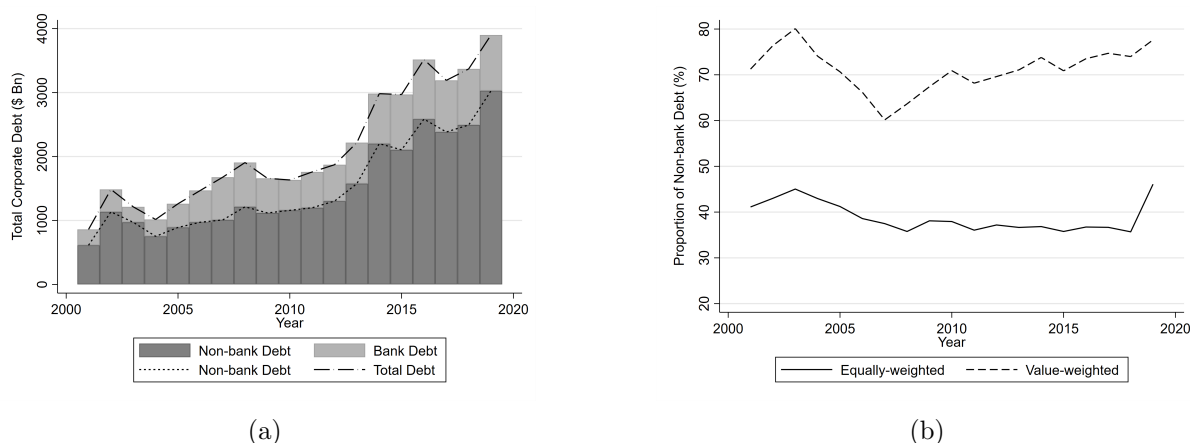 Total Corporate Debt ($ Bn)
4000
3000
2000
1000
0
2000 2005 2010 2015 2020
Year
Non-bank Debt Bank Debt
Non-bank Debt Total Debt
(a)
Proportion of Non-bank Debt (%)
80
70
60
50
40
30
20
2000 2005 2010 2015 2020
Year
Equally-weighted Value-weighted
(b)